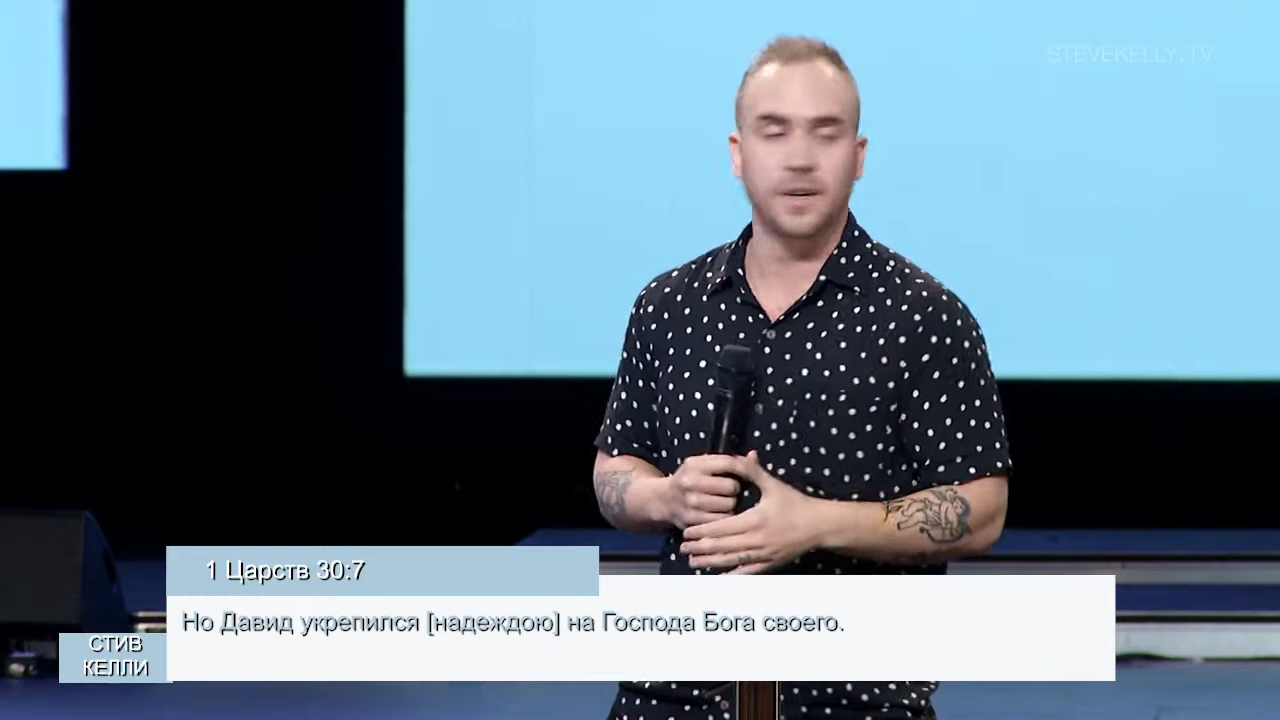 STEVEKELLY.TV
1 Царств 30:7
Но Давид укрепился [надеждою] на Господа Бога своего.
СТИВ
КЕЛЛИ